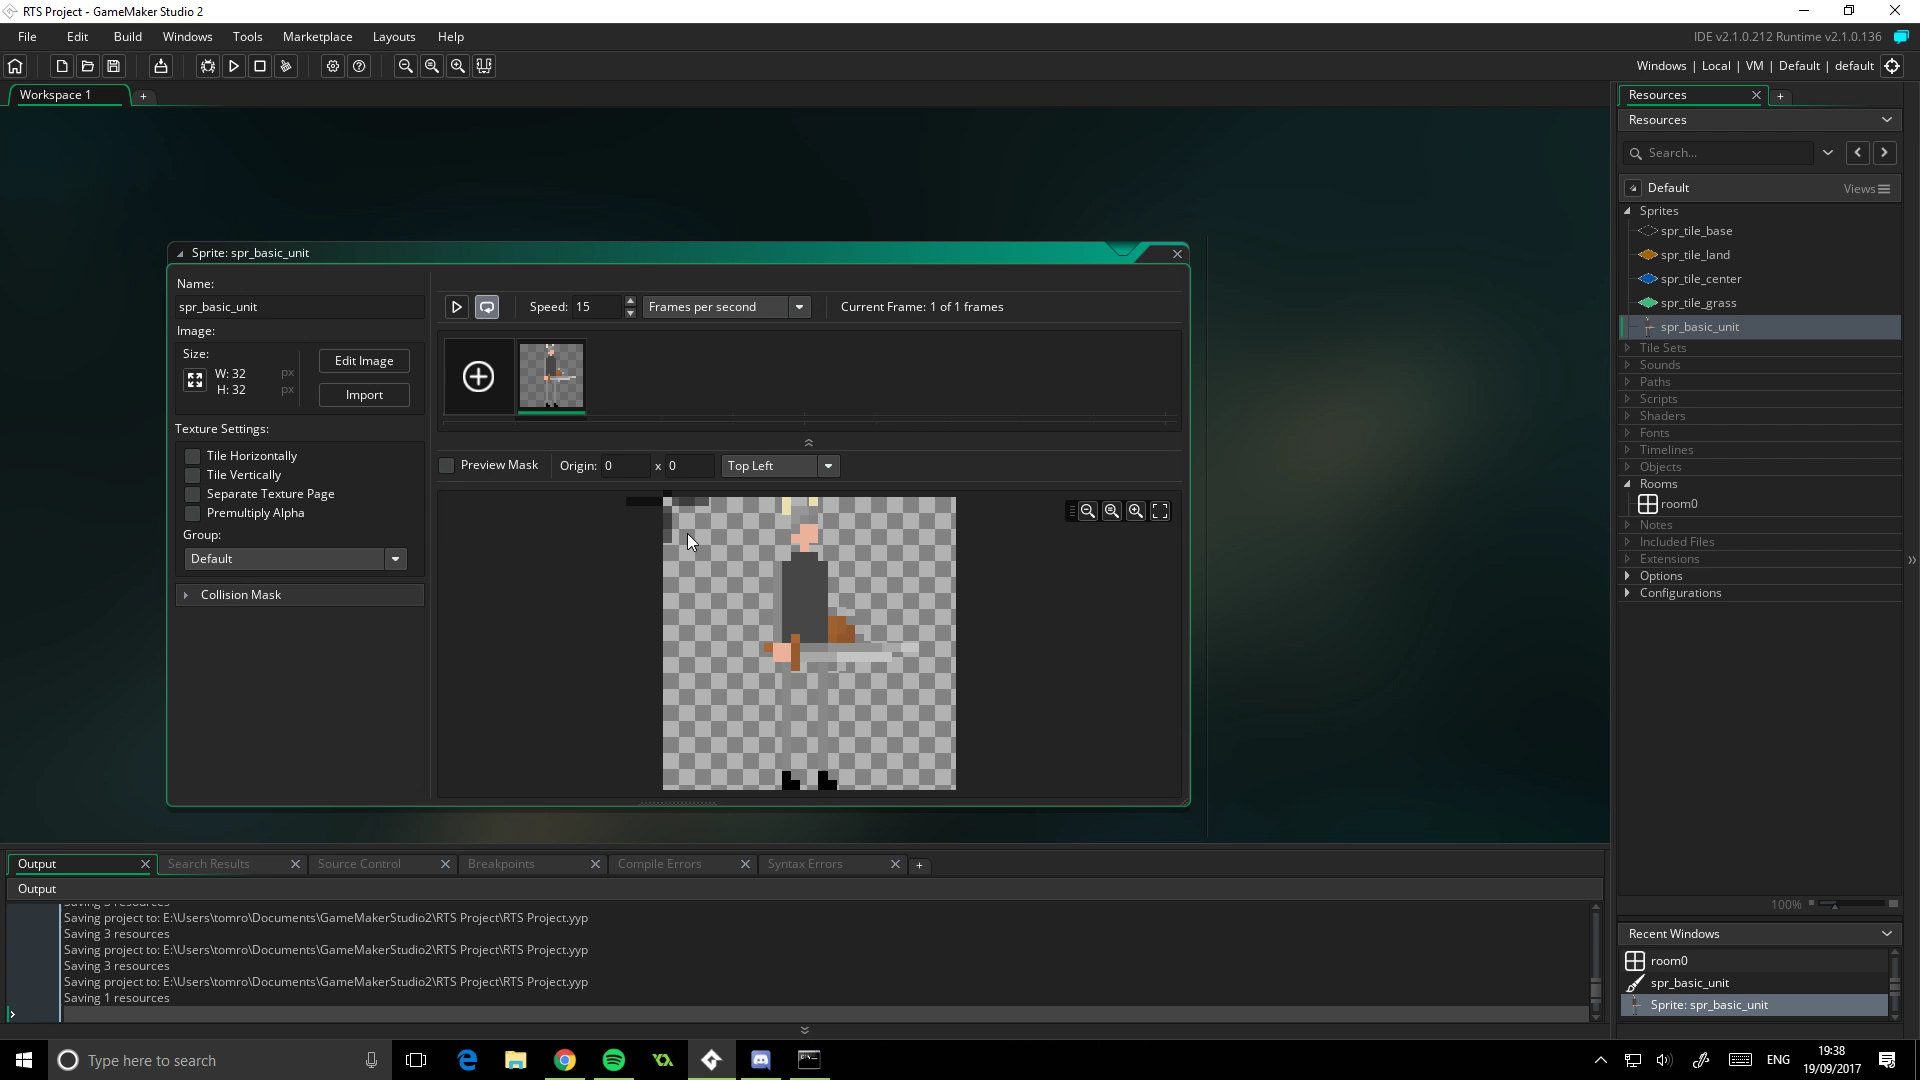 RTS Project - GameMaker Studio 2
File Edit Build Windows Tools Marketplace Layouts Help
IDE v2.1.0.212 Runtime v2.1.0.136
Windows | Local | VM | Default | default
Workspace 1 +
Resources
Resources
Search...
Default Views
Sprites
spr_tile_base
spr_tile_land
spr_tile_center
spr_tile_grass
spr_basic_unit
Tile Sets
Sounds
Paths
Scripts
Shaders
Fonts
Timelines
Objects
Rooms
room0
Notes
Included Files
Extensions
Options
Configurations
100%
Recent Windows
room0
spr_basic_unit
Sprite: spr_basic_unit
Sprite: spr_basic_unit
Name:
spr_basic_unit
Image:
Size:
W: 32 px
H: 32 px
Edit Image
Import
Texture Settings:
Tile Horizontally
Tile Vertically
Separate Texture Page
Premultiply Alpha
Group:
Default
Collision Mask
Speed: 15 Frames per second Current Frame: 1 of 1 frames
Preview Mask Origin: 0 x 0 Top Left
Output Search Results Source Control Breakpoints Compile Errors Syntax Errors +
Output
Saving 3 resources
Saving project to: E:\Users\tomro\Documents\GameMakerStudio2\RTS Project\RTS Project.yyp
Saving 3 resources
Saving project to: E:\Users\tomro\Documents\GameMakerStudio2\RTS Project\RTS Project.yyp
Saving 3 resources
Saving project to: E:\Users\tomro\Documents\GameMakerStudio2\RTS Project\RTS Project.yyp
Saving 1 resources
Type here to search
ENG
19:38
19/09/2017